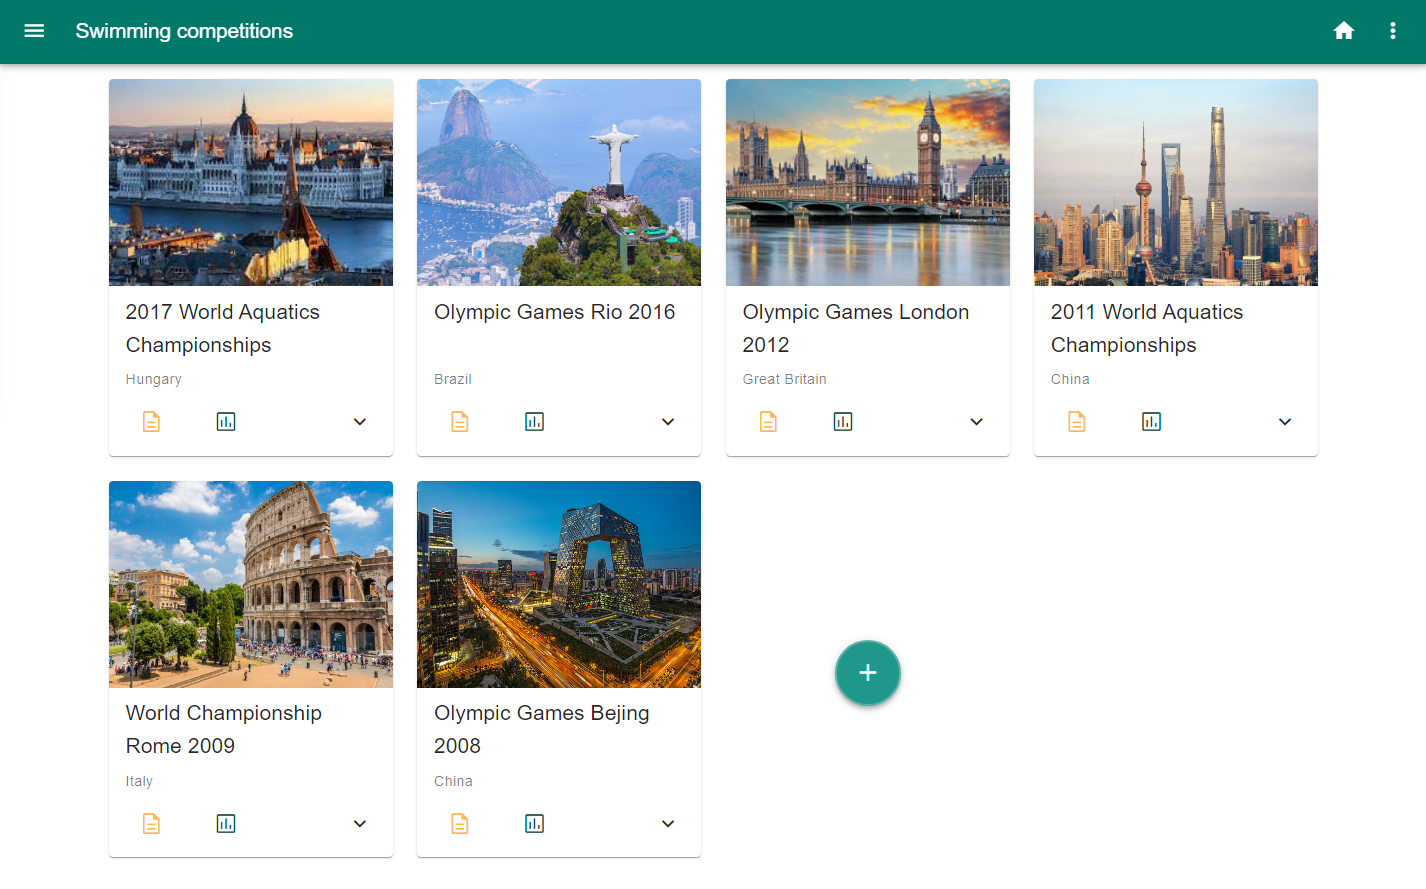 Swimming competitions
2017 World Aquatics
Championships
Hungary
Olympic Games Rio 2016
Brazil
Olympic Games London
2012
Great Britain
2011 World Aquatics
Championships
China
World Championship
Rome 2009
Italy
Olympic Games Bejing
2008
China